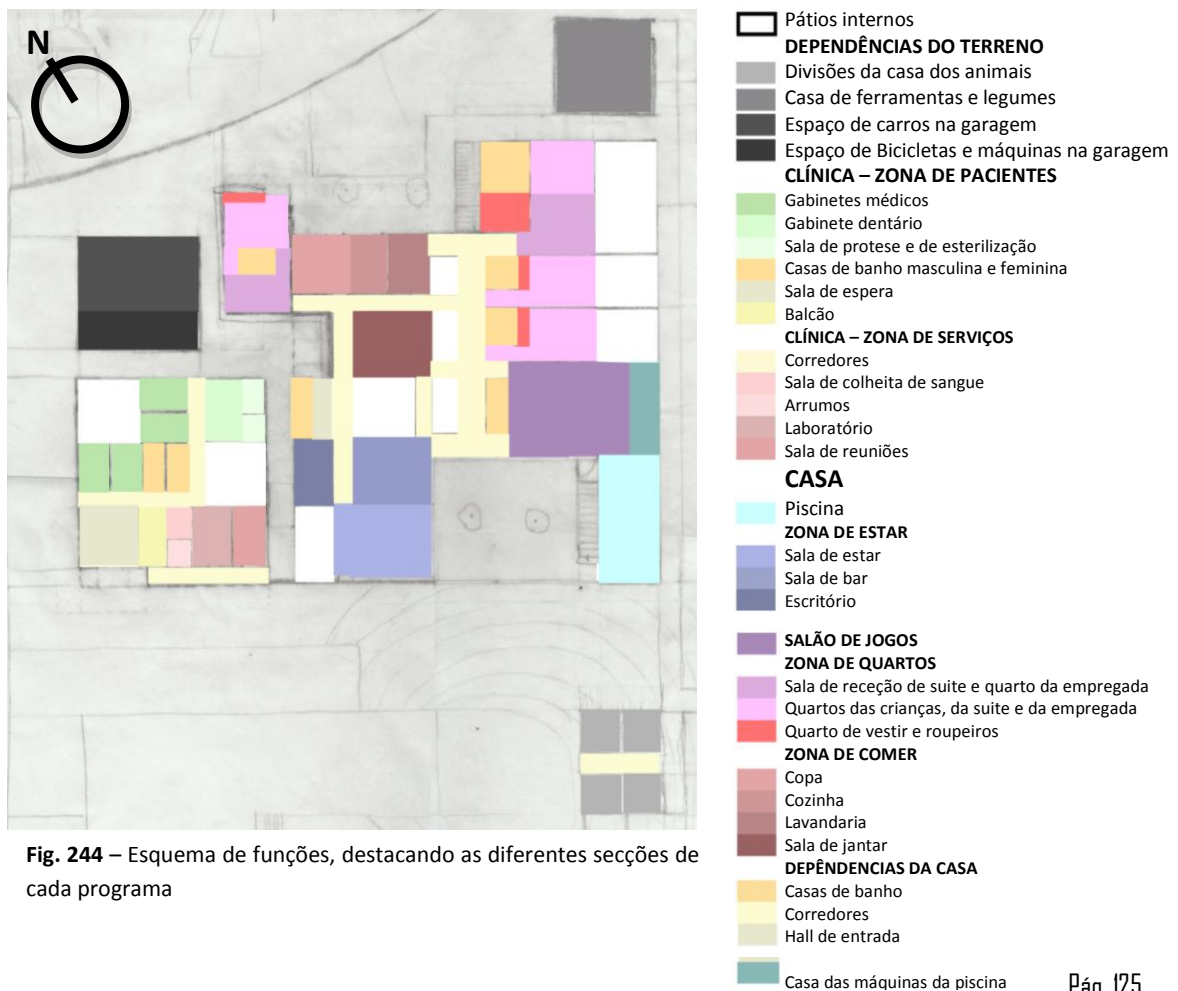 N
Pátios internos
DEPENDÊNCIAS DO TERRENO
Divisões da casa dos animais
Casa de ferramentas e legumes
Espaço de carros na garagem
Espaço de Bicicletas e máquinas na garagem
CLÍNICA – ZONA DE PACIENTES
Gabinetes médicos
Gabinete dentário
Sala de protese e de esterilização
Casas de banho masculina e feminina
Sala de espera
Balcão
CLÍNICA – ZONA DE SERVIÇOS
Corredores
Sala de colheita de sangue
Arrumos
Laboratório
Sala de reuniões
CASA
Piscina
ZONA DE ESTAR
Sala de estar
Sala de bar
Escritório
SALÃO DE JOGOS
ZONA DE QUARTOS
Sala de receção de suite e quarto da empregada
Quartos das crianças, da suite e da empregada
Quarto de vestir e roupeiros
ZONA DE COMER
Copa
Cozinha
Lavandaria
Sala de jantar
DEPÊNDENCIAS DA CASA
Casas de banho
Corredores
Hall de entrada
Casa das máquinas da piscina
Fig. 244 – Esquema de funções, destacando as diferentes secções de
cada programa
Pág. 125